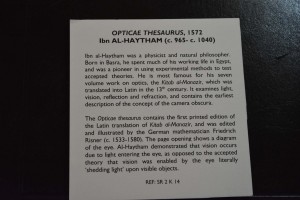 OPTICAE THESAURUS, 1572
Ibn AL-HAYTHAM (c. 965- c. 1040)
Ibn al-Haytham was a physicist and natural philosopher.
Born in Basra, he spent much of his working life in Egypt,
and was a pioneer in using experimental methods to test
accepted theories. He is most famous for his seven
volume work on optics, the Kitab al-Manazir, which was
translated into Latin in the 13th century. It examines light,
vision, reflection and refraction, and contains the earliest
description of the concept of the camera obscura.
The Opticae thesaurus contains the first printed edition of
the Latin translation of Kitab al-Manazir, and was edited
and illustrated by the German mathematician Friedrich
Risner (c. 1533-1580). The page opening shows a diagram
of the eye. Al-Haytham demonstrated that vision occurs
due to light entering the eye, as opposed to the accepted
theory that vision was enabled by the eye literally
'shedding light' upon visible objects.
REF: SR 2 K 14